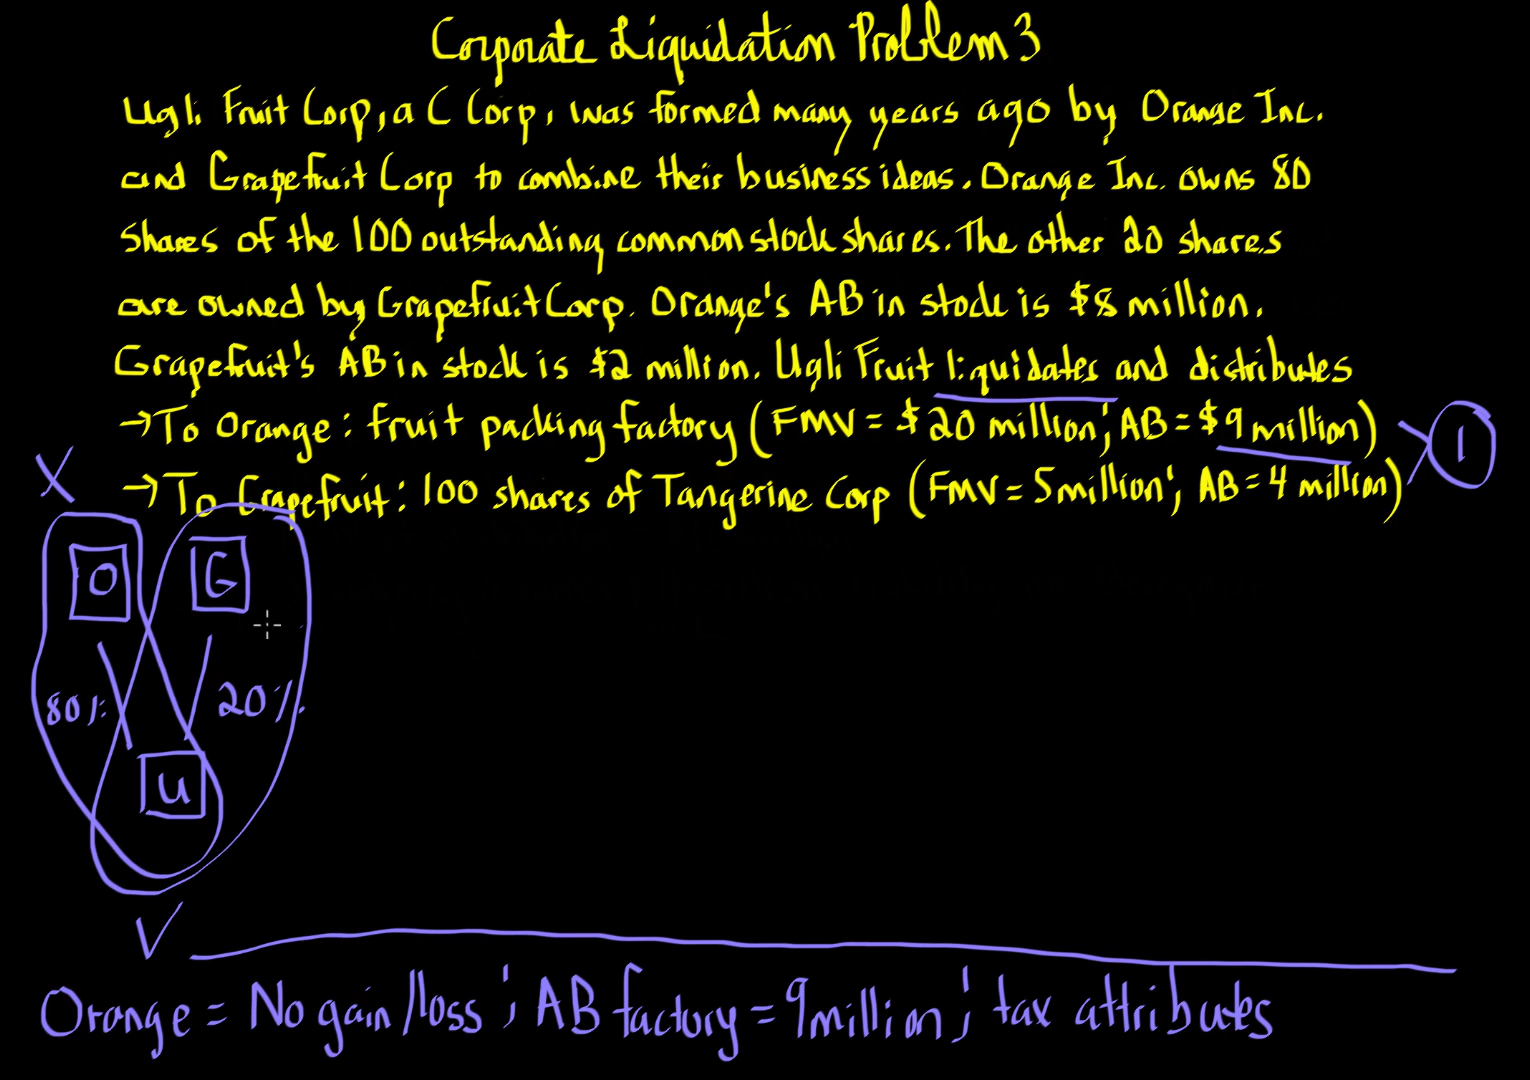 Corporate Liquidation Problem 3
Ugli Fruit Corp, a C Corp, was formed many years ago by Orange Inc.
and Grapefruit Corp to combine their business ideas. Orange Inc. owns 80
shares of the 100 outstanding common stock shares. The other 20 shares
are owned by Grapefruit Corp. Orange's AB in stock is $8 million.
Grapefruit's AB in stock is $2 million. Ugli Fruit liquidates and distributes
→To Orange: fruit packing factory (FMV = $20 million; AB = $9 million)
1
→To Grapefruit: 100 shares of Tangerine Corp (FMV = 5 million; AB = 4 million)
X
O G
80% 20%
U
Orange = No gain/loss; AB factory = 9 million; tax attributes